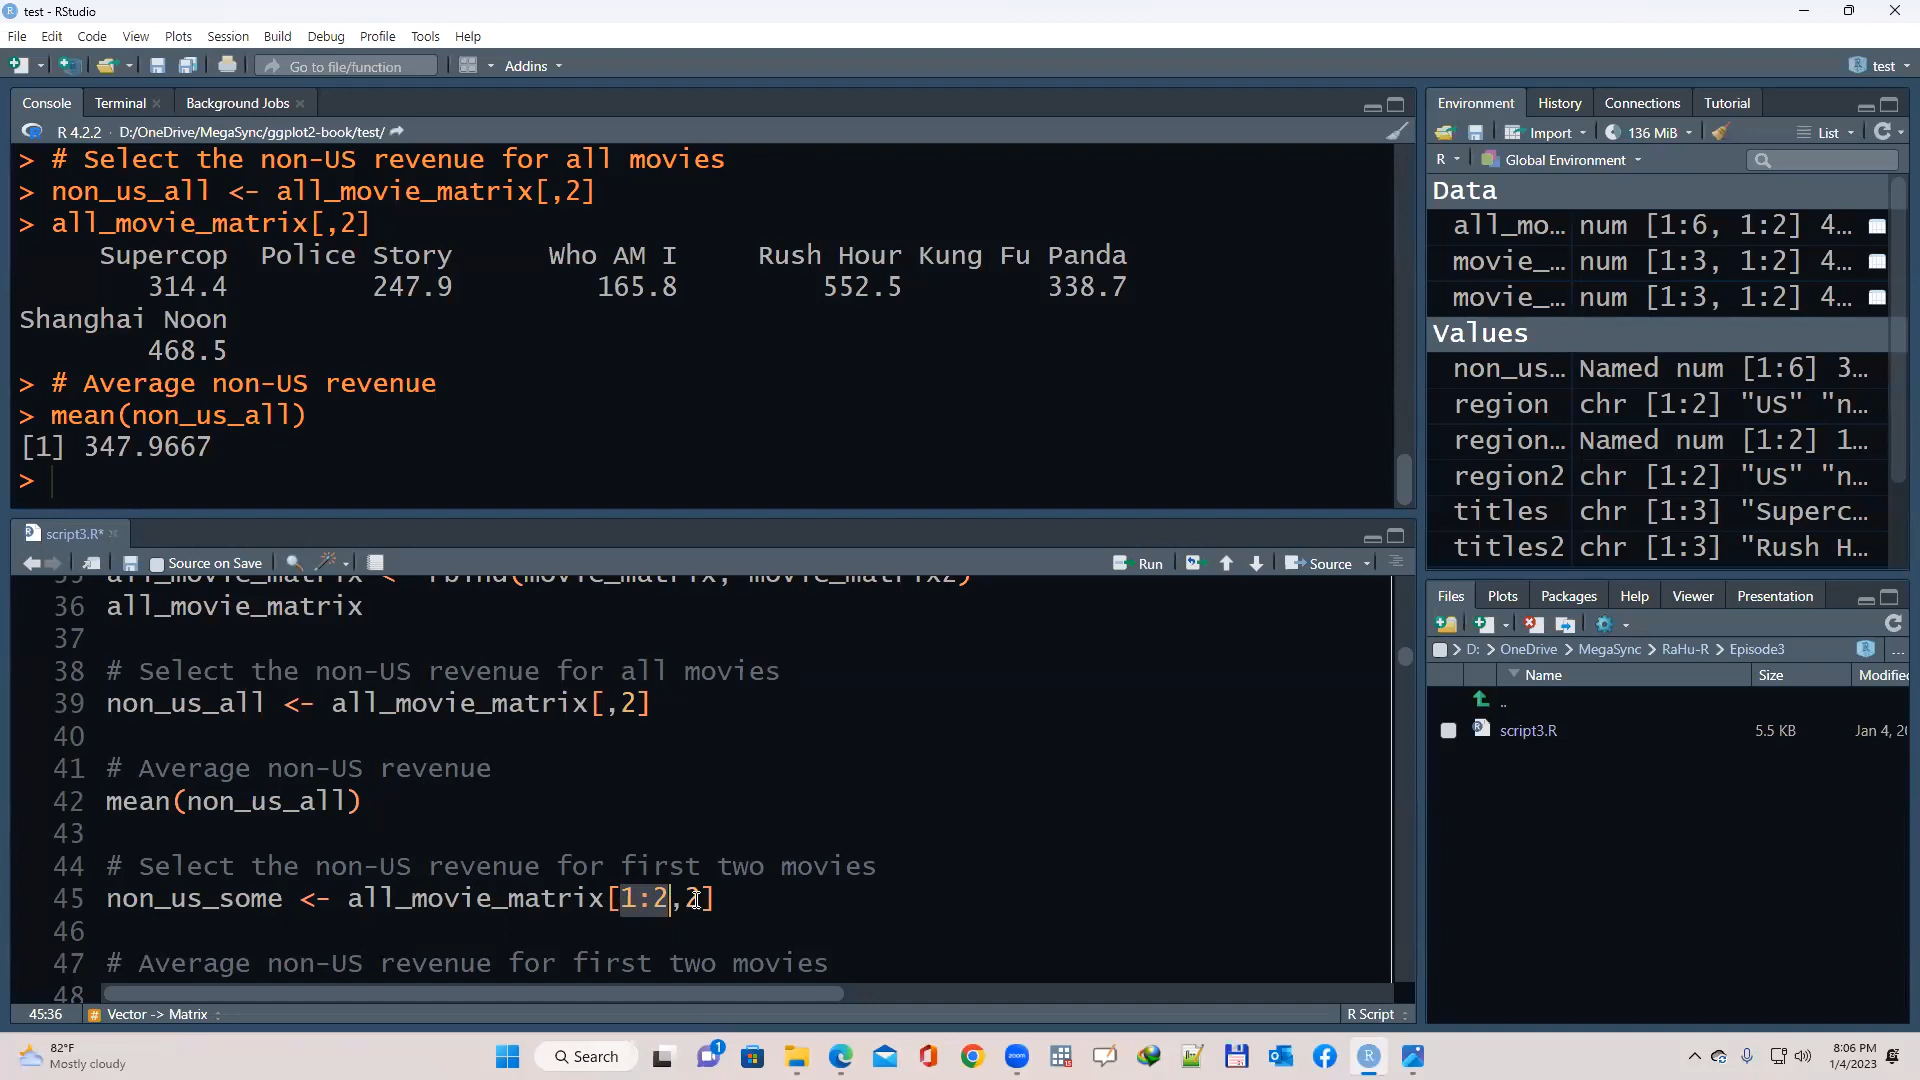 test - RStudio
File Edit Code View Plots Session Build Debug Profile Tools Help
Go to file/function Addins test
Console Terminal Background Jobs
R 4.2.2 · D:/OneDrive/MegaSync/ggplot2-book/test/
> # Select the non-US revenue for all movies
> non_us_all <- all_movie_matrix[,2]
> all_movie_matrix[,2]
Supercop Police Story Who AM I Rush Hour Kung Fu Panda
314.4 247.9 165.8 552.5 338.7
Shanghai Noon
468.5
> # Average non-US revenue
> mean(non_us_all)
[1] 347.9667
>
script3.R*
Source on Save Run Source
36 all_movie_matrix
37
38 # Select the non-US revenue for all movies
39 non_us_all <- all_movie_matrix[,2]
40
41 # Average non-US revenue
42 mean(non_us_all)
43
44 # Select the non-US revenue for first two movies
45 non_us_some <- all_movie_matrix[1:2,2]
46
47 # Average non-US revenue for first two movies
48
45:36 # Vector -> Matrix R Script
Environment History Connections Tutorial
Import 136 MiB List
R Global Environment
Data
all_mo… num [1:6, 1:2] 4…
movie_… num [1:3, 1:2] 4…
movie_… num [1:3, 1:2] 4…
Values
non_us… Named num [1:6] 3…
region chr [1:2] "US" "n…
region… Named num [1:2] 1…
region2 chr [1:2] "US" "n…
titles chr [1:3] "Superc…
titles2 chr [1:3] "Rush H…
Files Plots Packages Help Viewer Presentation
D: > OneDrive > MegaSync > RaHu-R > Episode3 ...
Name Size Modified
..
script3.R 5.5 KB Jan 4, 20
82°F
Mostly cloudy
Search
1
zoom
8:06 PM
1/4/2023